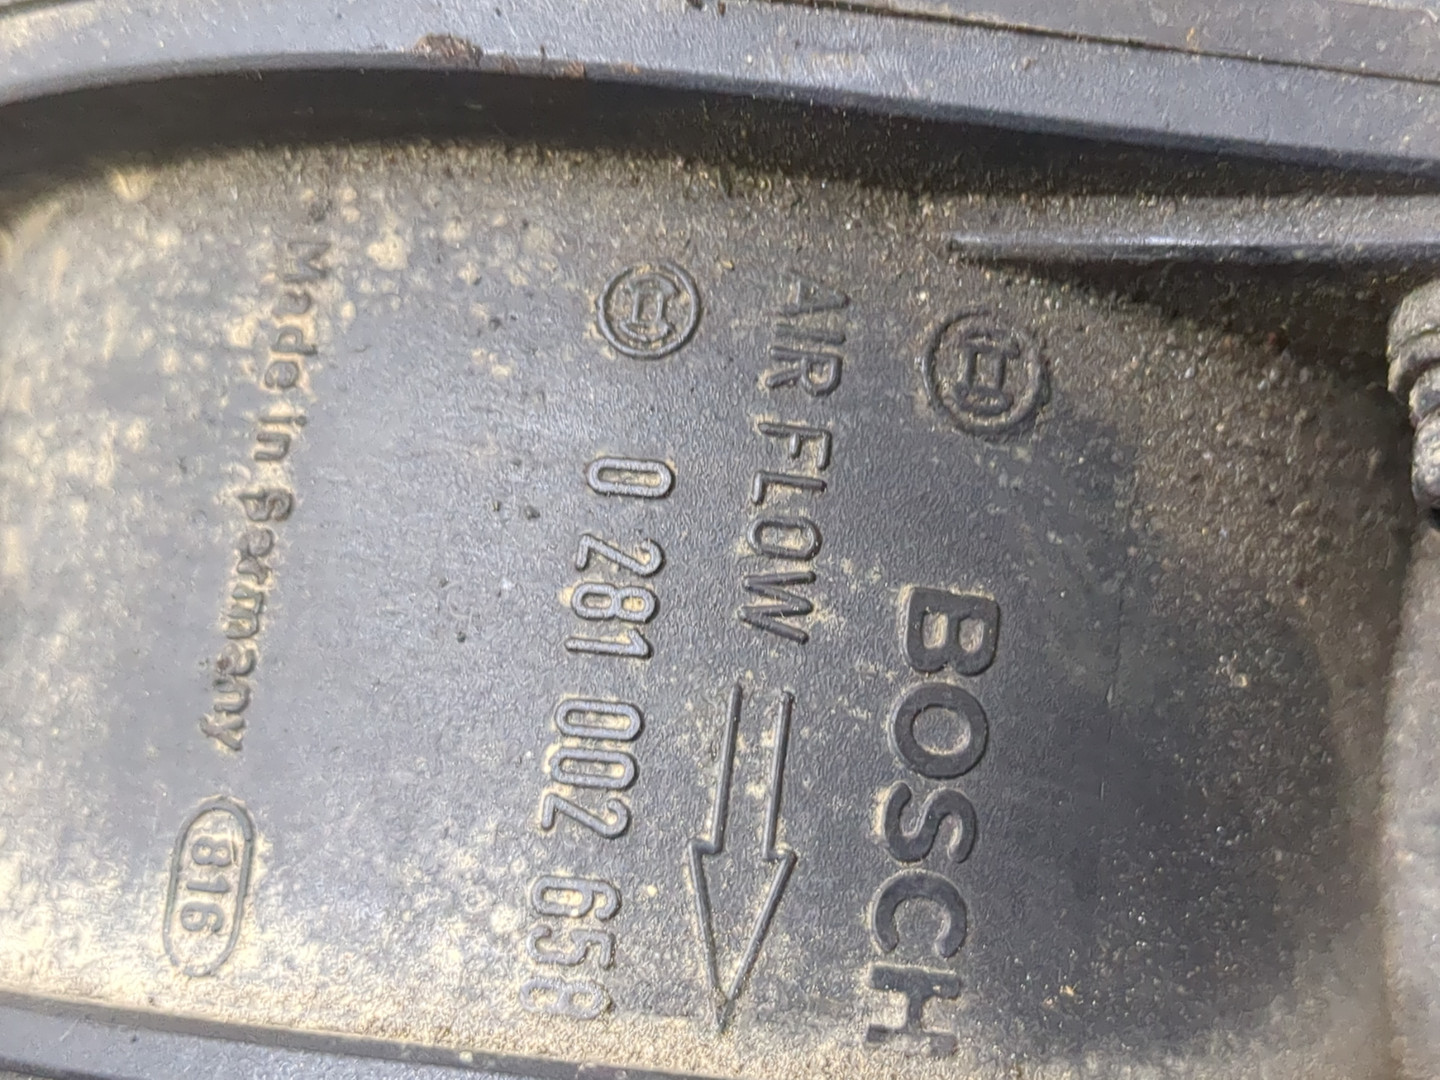 BOSCH
AIR FLOW
0 281 002 658
Made in Germany
816